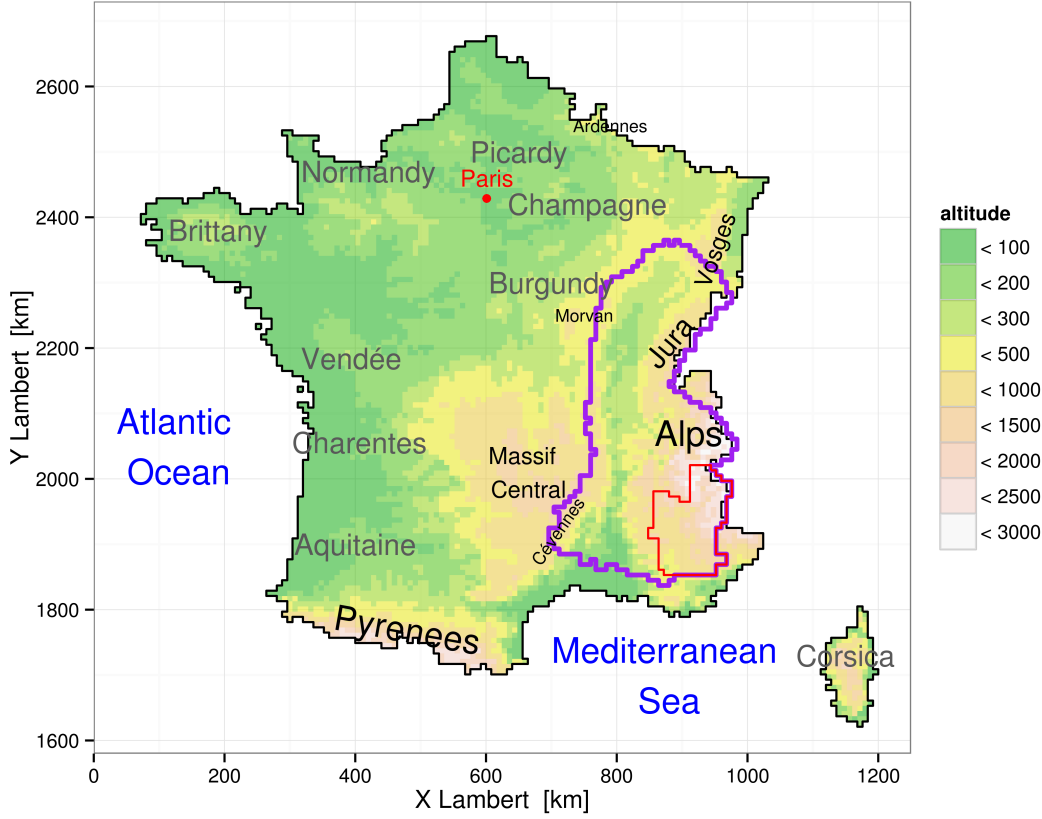 Ardennes
Picardy
Normandy
Paris
Champagne
Brittany
Vosges
Burgundy
Morvan
Jura
Vendée
Atlantic
Ocean
Charentes
Alps
Massif
Central
Cévennes
Aquitaine
Pyrenees
Mediterranean
Sea
Corsica
Y Lambert [km]
2600
2400
2200
2000
1800
1600
0 200 400 600 800 1000 1200
X Lambert [km]
altitude
< 100
< 200
< 300
< 500
< 1000
< 1500
< 2000
< 2500
< 3000